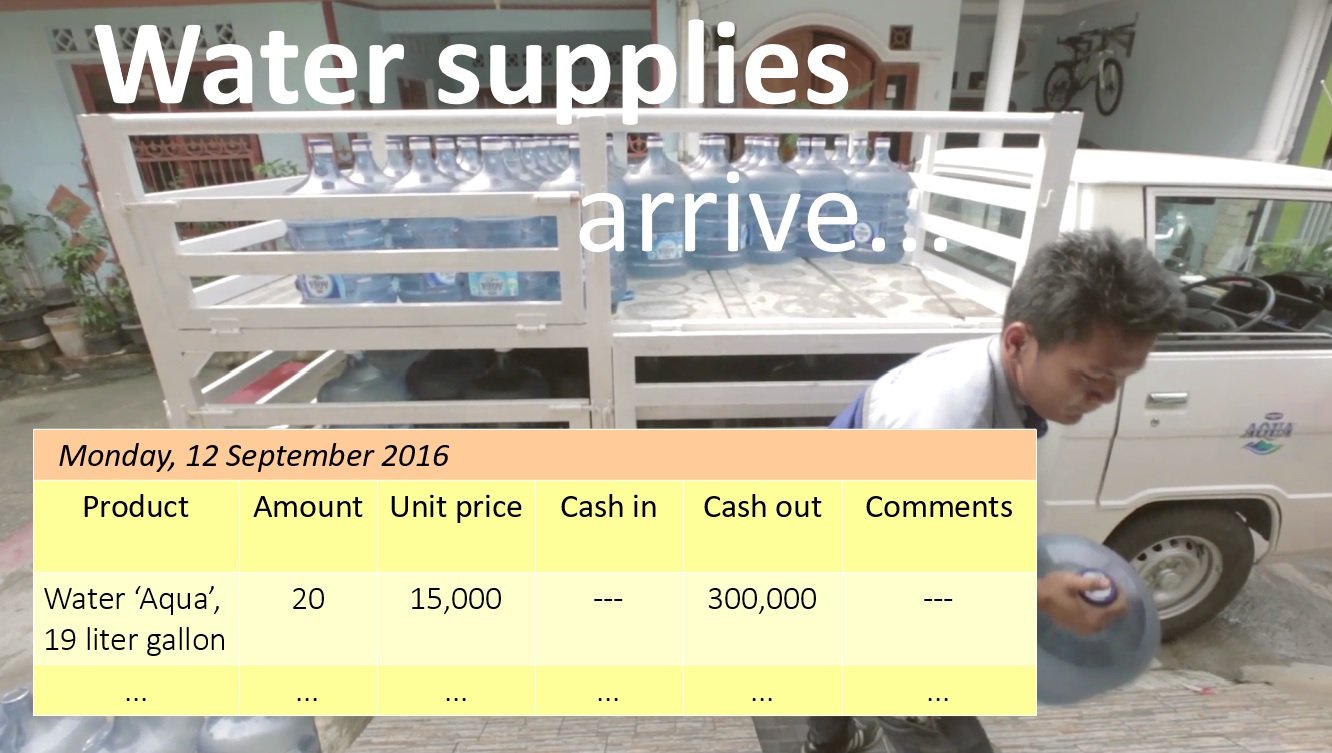 Water supplies
arrive...
AQUA
Monday, 12 September 2016
Product Amount Unit price Cash in Cash out Comments
Water ‘Aqua’, 20 15,000 --- 300,000 ---
19 liter gallon
... ... ... ... ... ...